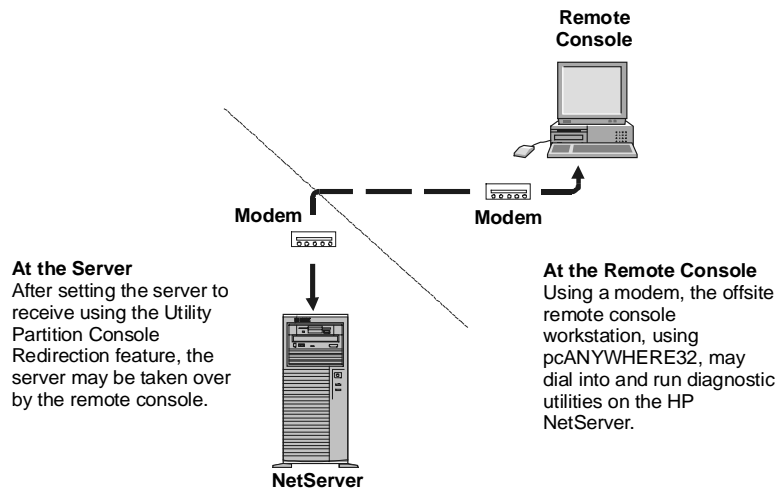 Remote
Console
Modem
Modem
At the Server
After setting the server to
receive using the Utility
Partition Console
Redirection feature, the
server may be taken over
by the remote console.
At the Remote Console
Using a modem, the offsite
remote console
workstation, using
pcANYWHERE32, may
dial into and run diagnostic
utilities on the HP
NetServer.
NetServer